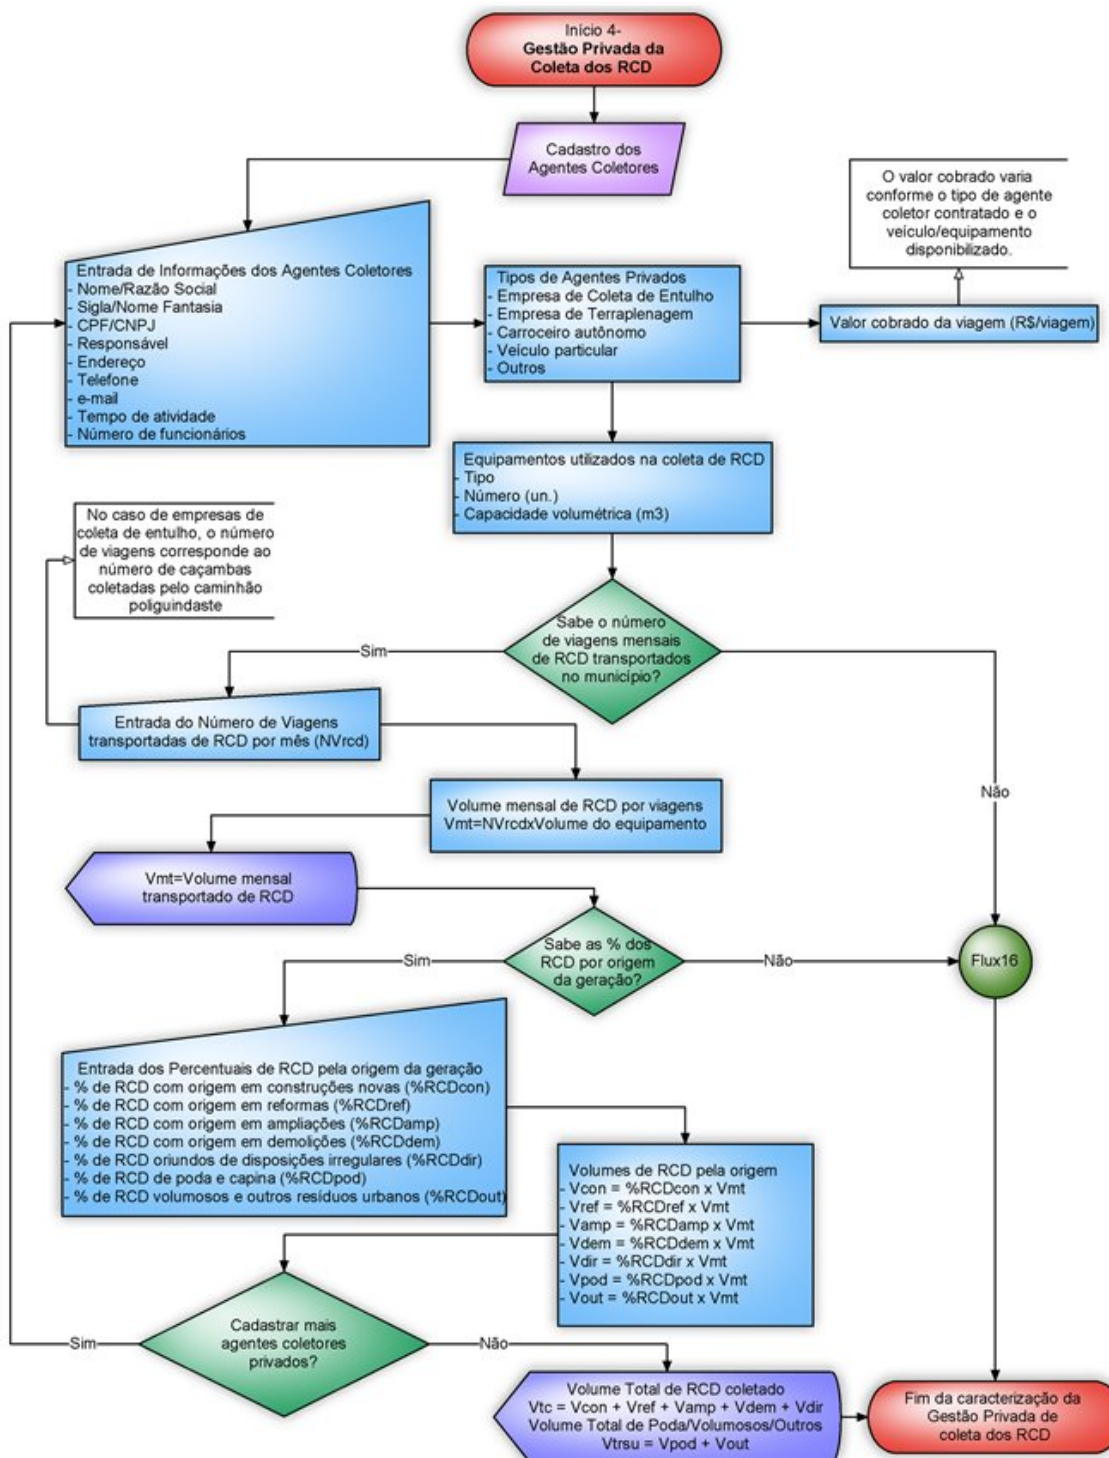 Início 4-
Gestão Privada da
Coleta dos RCD
Cadastro dos
Agentes Coletores
O valor cobrado varia
conforme o tipo de agente
coletor contratado e o
veículo/equipamento
disponibilizado.
Entrada de Informações dos Agentes Coletores
- Nome/Razão Social
- Sigla/Nome Fantasia
- CPF/CNPJ
- Responsável
- Endereço
- Telefone
- e-mail
- Tempo de atividade
- Número de funcionários
Tipos de Agentes Privados
- Empresa de Coleta de Entulho
- Empresa de Terraplenagem
- Carroceiro autônomo
- Veículo particular
- Outros
Valor cobrado da viagem (R$/viagem)
Equipamentos utilizados na coleta de RCD
- Tipo
- Número (un.)
- Capacidade volumétrica (m3)
No caso de empresas de
coleta de entulho, o número
de viagens corresponde ao
número de caçambas
coletadas pelo caminhão
poliguindaste
Sabe o número
de viagens mensais
de RCD transportados
no município?
Sim
Não
Entrada do Número de Viagens
transportadas de RCD por mês (NVrcd)
Volume mensal de RCD por viagens
Vmt=NVrcdxVolume do equipamento
Vmt=Volume mensal
transportado de RCD
Sabe as % dos
RCD por origem
da geração?
Sim
Não
Flux16
Entrada dos Percentuais de RCD pela origem da geração
- % de RCD com origem em construções novas (%RCDcon)
- % de RCD com origem em reformas (%RCDref)
- % de RCD com origem em ampliações (%RCDamp)
- % de RCD com origem em demolições (%RCDdem)
- % de RCD oriundos de disposições irregulares (%RCDdir)
- % de RCD de poda e capina (%RCDpod)
- % de RCD volumosos e outros resíduos urbanos (%RCDout)
Volumes de RCD pela origem
- Vcon = %RCDcon x Vmt
- Vref = %RCDref x Vmt
- Vamp = %RCDamp x Vmt
- Vdem = %RCDdem x Vmt
- Vdir = %RCDdir x Vmt
- Vpod = %RCDpod x Vmt
- Vout = %RCDout x Vmt
Cadastrar mais
agentes coletores
privados?
Sim
Não
Volume Total de RCD coletado
Vtc = Vcon + Vref + Vamp + Vdem + Vdir
Volume Total de Poda/Volumosos/Outros
Vtrsu = Vpod + Vout
Fim da caracterização da
Gestão Privada de
coleta dos RCD